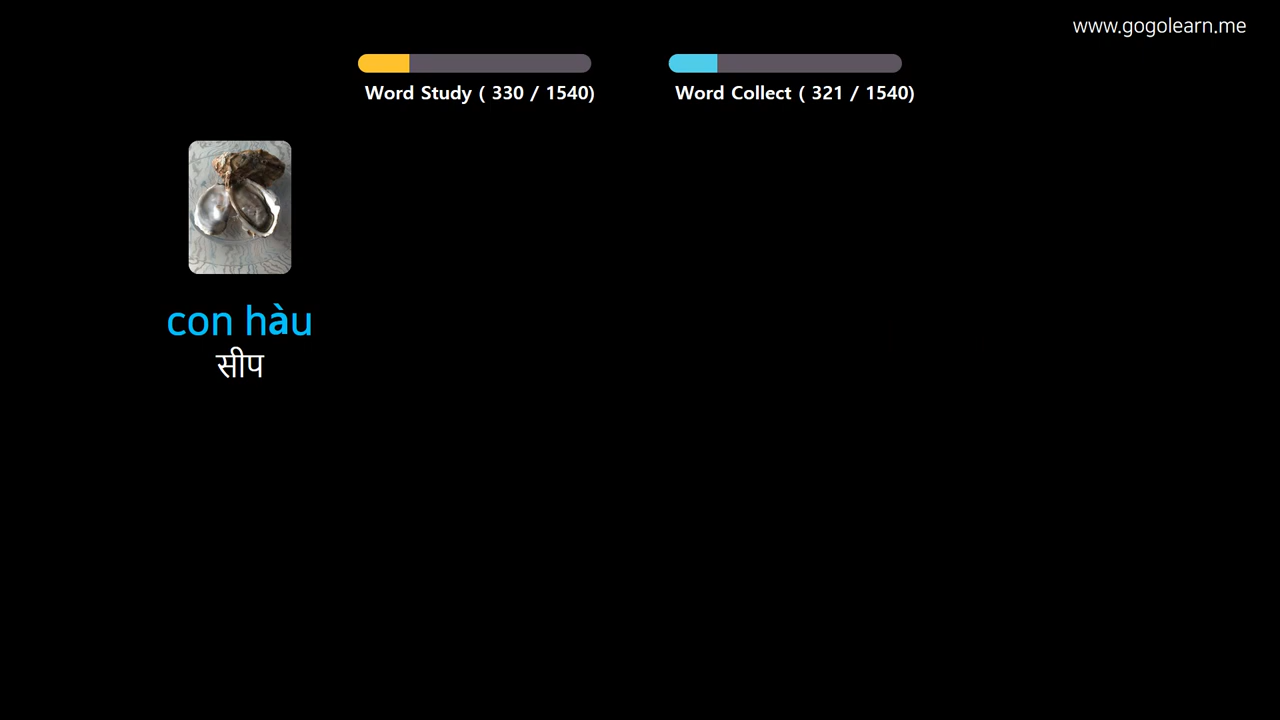 www.gogolearn.me
Word Study ( 330 / 1540)
Word Collect ( 321 / 1540)
con hàu
सीप